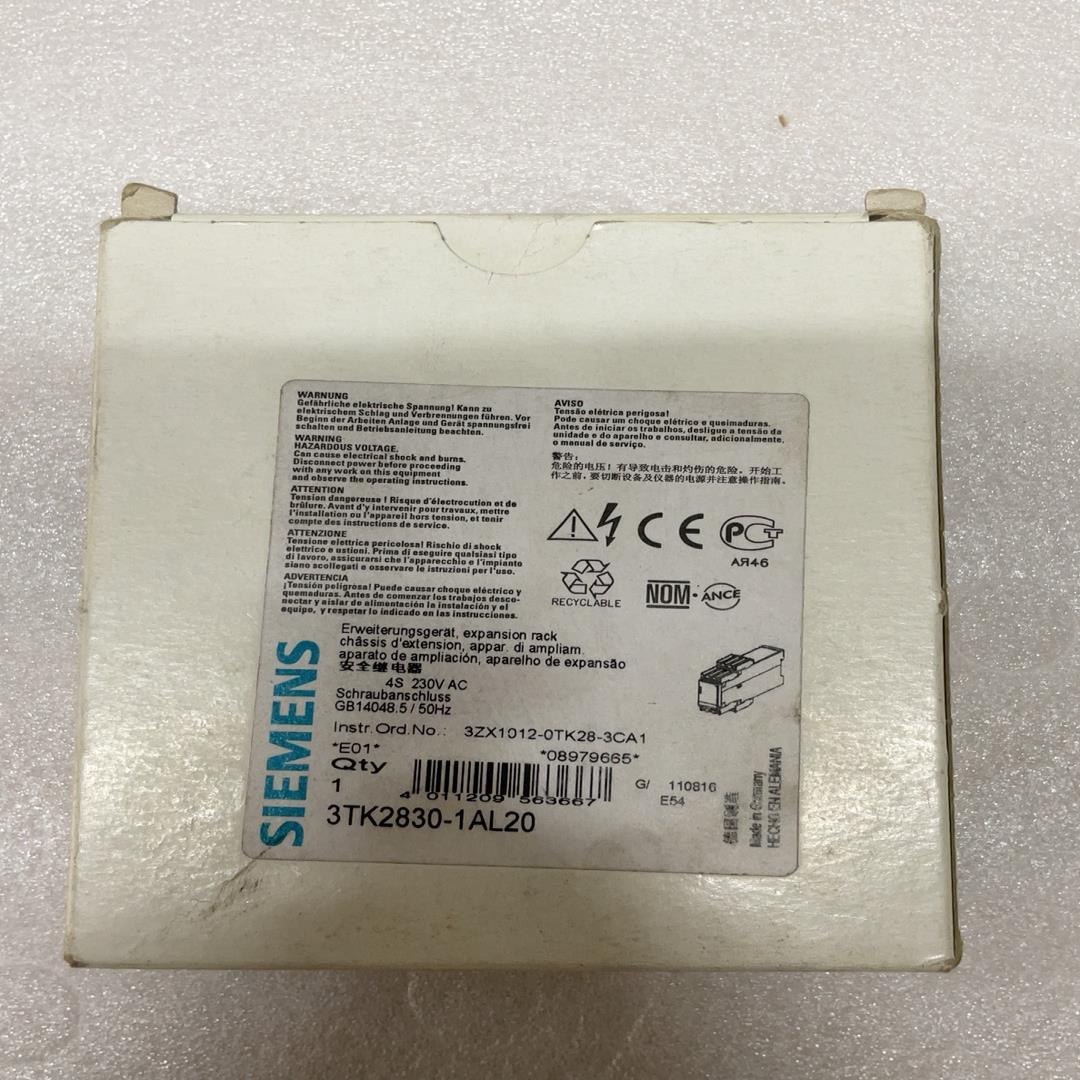 WARNUNG
Gefährliche elektrische Spannung! Kann zu
elektrischem Schlag und Verbrennungen führen. Vor
Beginn der Arbeiten Anlage und Gerät spannungsfrei
schalten und Betriebsanleitung beachten.
WARNING
HAZARDOUS VOLTAGE.
Can cause electrical shock and burns.
Disconnect power before proceeding
with any work on this equipment
and observe the operating instructions.
ATTENTION
Tension dangereuse ! Risque d'électrocution et de
brûlure. Avant d'y intervenir pour travaux, mettre
l'installation ou l'appareil hors tension, et tenir
compte des instructions de service.
ATTENZIONE
Tensione elettrica pericolosa! Rischio di shock
elettrico e ustioni. Prima di eseguire qualsiasi tipo
di lavoro, assicurarsi che l'apparecchio e l'impianto
siano scollegati e osservare le istruzioni per l'uso.
ADVERTENCIA
¡Tensión peligrosa! Puede causar choque eléctrico y
quemaduras. Antes de comenzar los trabajos desco-
nectar y aislar de alimentación la instalación y el
equipo, y respetar lo indicado en las instrucciones.
AVISO
Tensão elétrica perigosa!
Pode causar um choque elétrico e queimaduras.
Antes de iniciar os trabalhos, desligue a tensão da
unidade e do aparelho e consultar, adicionalmente,
o manual de serviço.
警告:
危险的电压!有导致电击和灼伤的危险。开始工
作之前,要切断设备及仪器的电源并注意操作指南。
CE
РСТ
АЯ46
RECYCLABLE
NOM · ANCE
SIEMENS
Erweiterungsgerät, expansion rack
châssis d'extension, appar. di ampliam.
aparato de ampliación, aparelho de expansão
安全继电器
4S 230V AC
Schraubanschluss
GB14048.5 / 50Hz
Instr.Ord.No.: 3ZX1012-0TK28-3CA1
*E01* *08979665*
Qty
1
4 011209 563667
G/ 110816
E54
3TK2830-1AL20
德国制造
Made in Germany
HECHO EN ALEMANIA